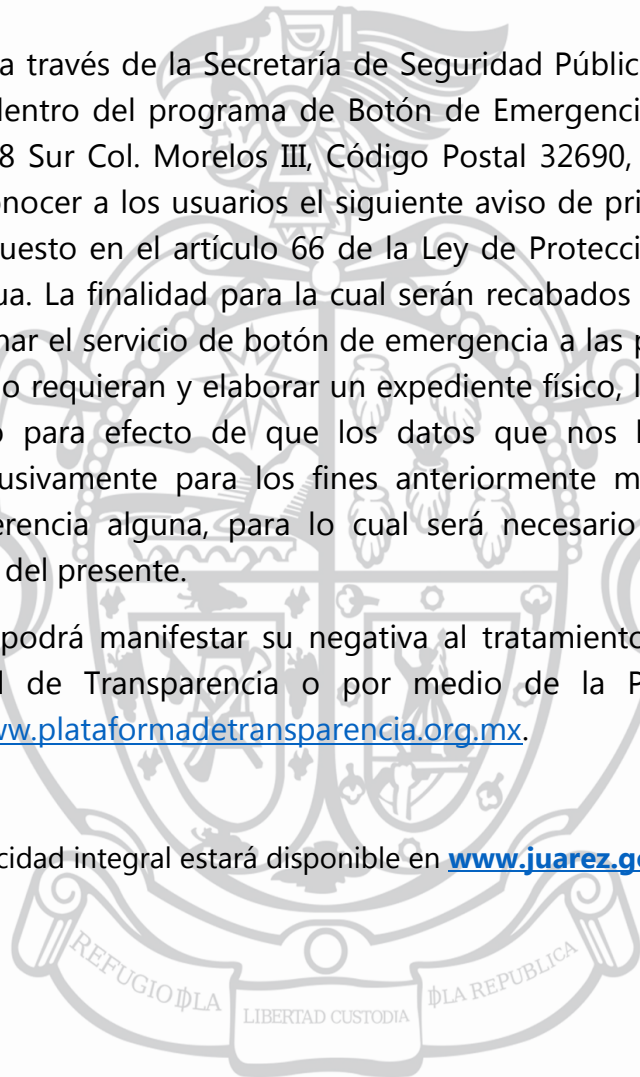 a través de la Secretaría de Seguridad Públic
dentro del programa de Botón de Emergenci
8 Sur Col. Morelos III, Código Postal 32690,
onocer a los usuarios el siguiente aviso de pri
uesto en el artículo 66 de la Ley de Protecci
ua. La finalidad para la cual serán recabados
nar el servicio de botón de emergencia a las p
o requieran y elaborar un expediente físico, l
o para efecto de que los datos que nos
usivamente para los fines anteriormente m
erencia alguna, para lo cual será necesario
del presente.
podrá manifestar su negativa al tratamiento
l de Transparencia o por medio de la P
ww.plataformadetransparencia.org.mx.
cidad integral estará disponible en www.juarez.g
REFUGIO DLA LIBERTAD CUSTODIA DLA REPUBLICA